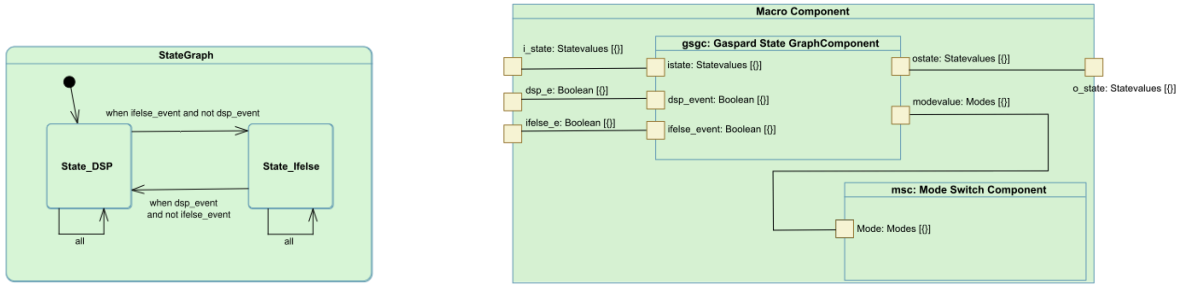 StateGraph
when ifelse_event and not dsp_event
State_DSP
State_Ifelse
when dsp_event
and not ifelse_event
all
all
Macro Component
i_state: Statevalues [{}]
dsp_e: Boolean [{}]
ifelse_e: Boolean [{}]
gsgc: Gaspard State GraphComponent
istate: Statevalues [{}]
dsp_event: Boolean [{}]
ifelse_event: Boolean [{}]
ostate: Statevalues [{}]
modevalue: Modes [{}]
o_state: Statevalues [{}]
msc: Mode Switch Component
Mode: Modes [{}]